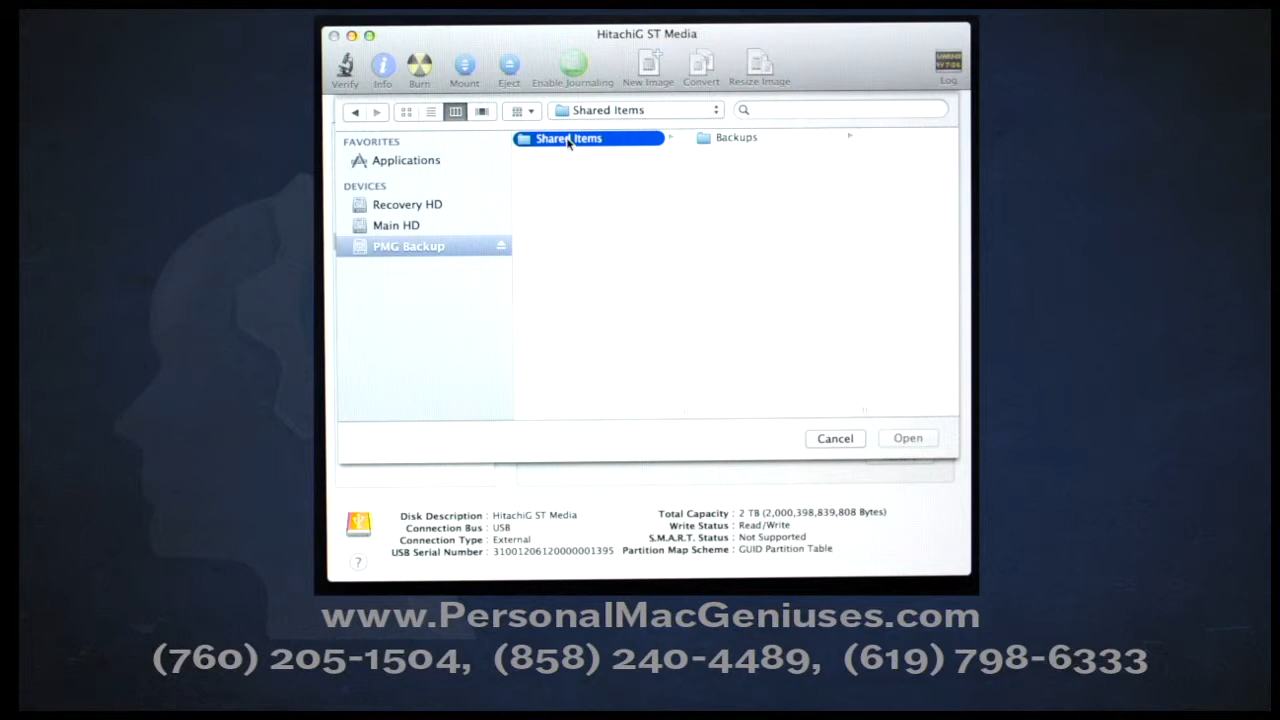 HitachiG ST Media
Verify Info Burn Mount Eject Enable Journaling New Image Convert Resize Image Log
Shared Items
FAVORITES
Applications
DEVICES
Recovery HD
Main HD
PMG Backup
Shared Items
Backups
Cancel Open
Disk Description : HitachiG ST Media
Connection Bus : USB
Connection Type : External
USB Serial Number : 31001206120000001395
Total Capacity : 2 TB (2,000,398,839,808 Bytes)
Write Status : Read/Write
S.M.A.R.T. Status : Not Supported
Partition Map Scheme : GUID Partition Table
?
www.PersonalMacGeniuses.com
(760) 205-1504, (858) 240-4489, (619) 798-6333